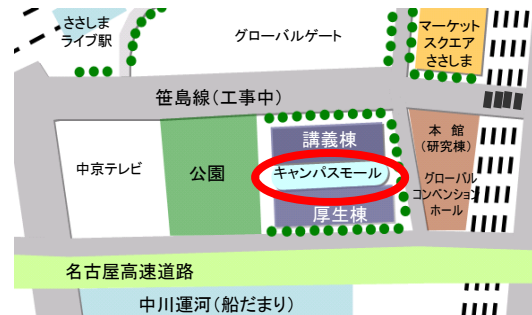 ささしま
ライブ駅
グローバルゲート
マーケット
スクエア
ささしま
笹島線(工事中)
講義棟
中京テレビ
公園
キャンパスモール
厚生棟
本 館
(研究棟)
グローバル
コンベンション
ホール
名古屋高速道路
中川運河(船だまり)